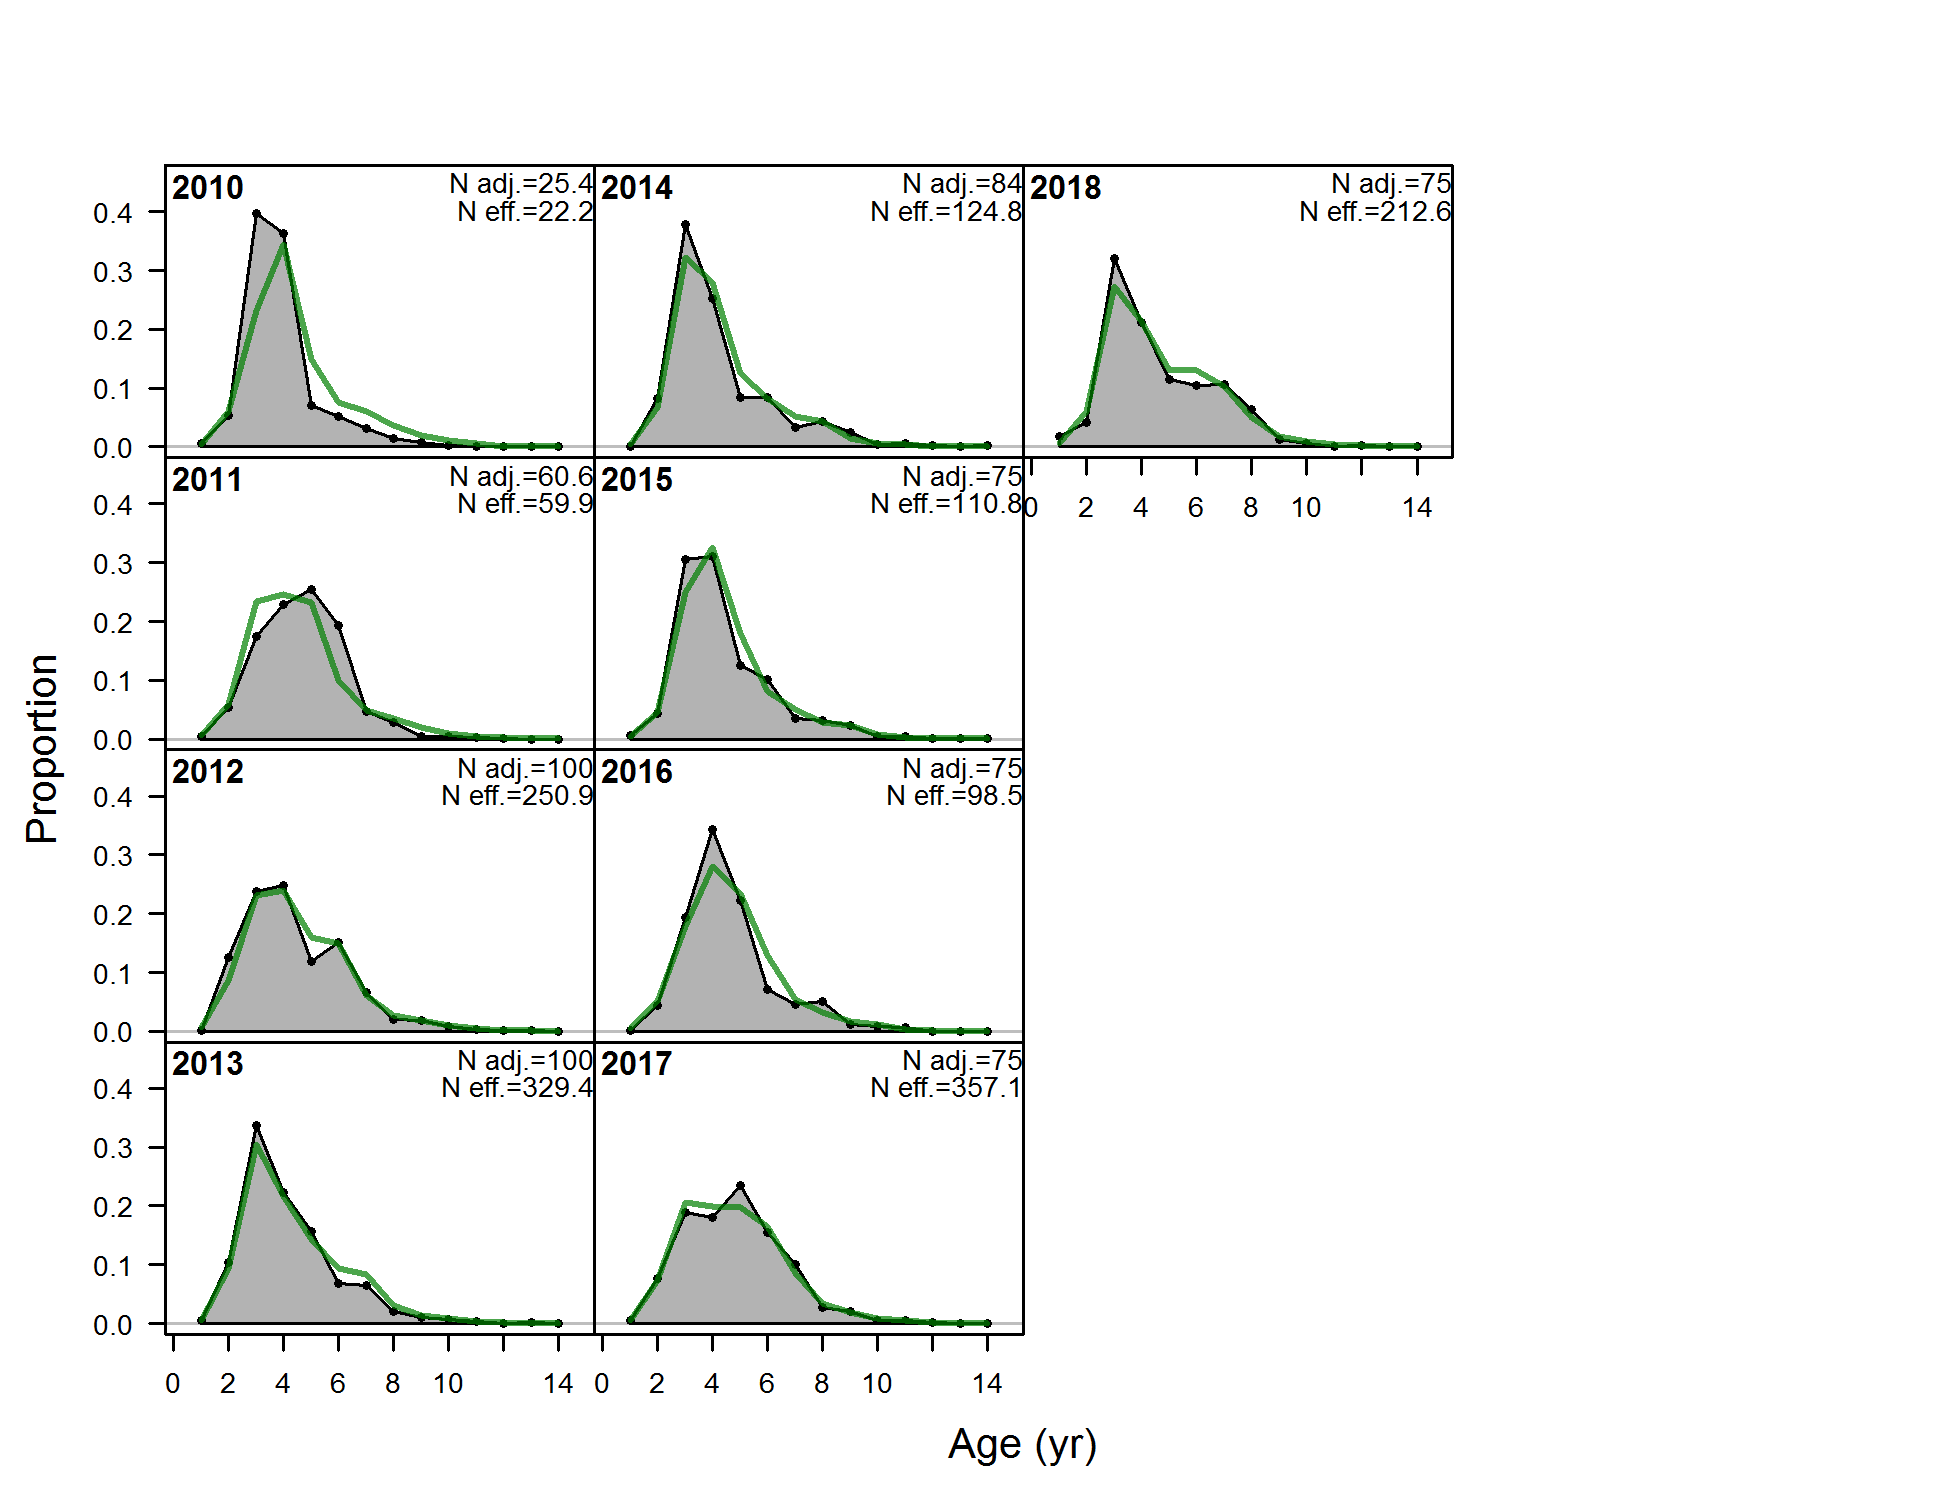 2010
N adj.=25.4
N eff.=22.2
2014
N adj.=84
N eff.=124.8
2018
N adj.=75
N eff.=212.6
0.4
0.3
0.2
0.1
0.0
2011
N adj.=60.6
N eff.=59.9
2015
N adj.=75
N eff.=110.8
0 2 4 6 8 10 14
0.4
0.3
0.2
0.1
0.0
2012
N adj.=100
N eff.=250.9
2016
N adj.=75
N eff.=98.5
0.4
0.3
0.2
0.1
0.0
2013
N adj.=100
N eff.=329.4
2017
N adj.=75
N eff.=357.1
0.4
0.3
0.2
0.1
0.0
0 2 4 6 8 10 14
0 2 4 6 8 10 14
Proportion
Age (yr)